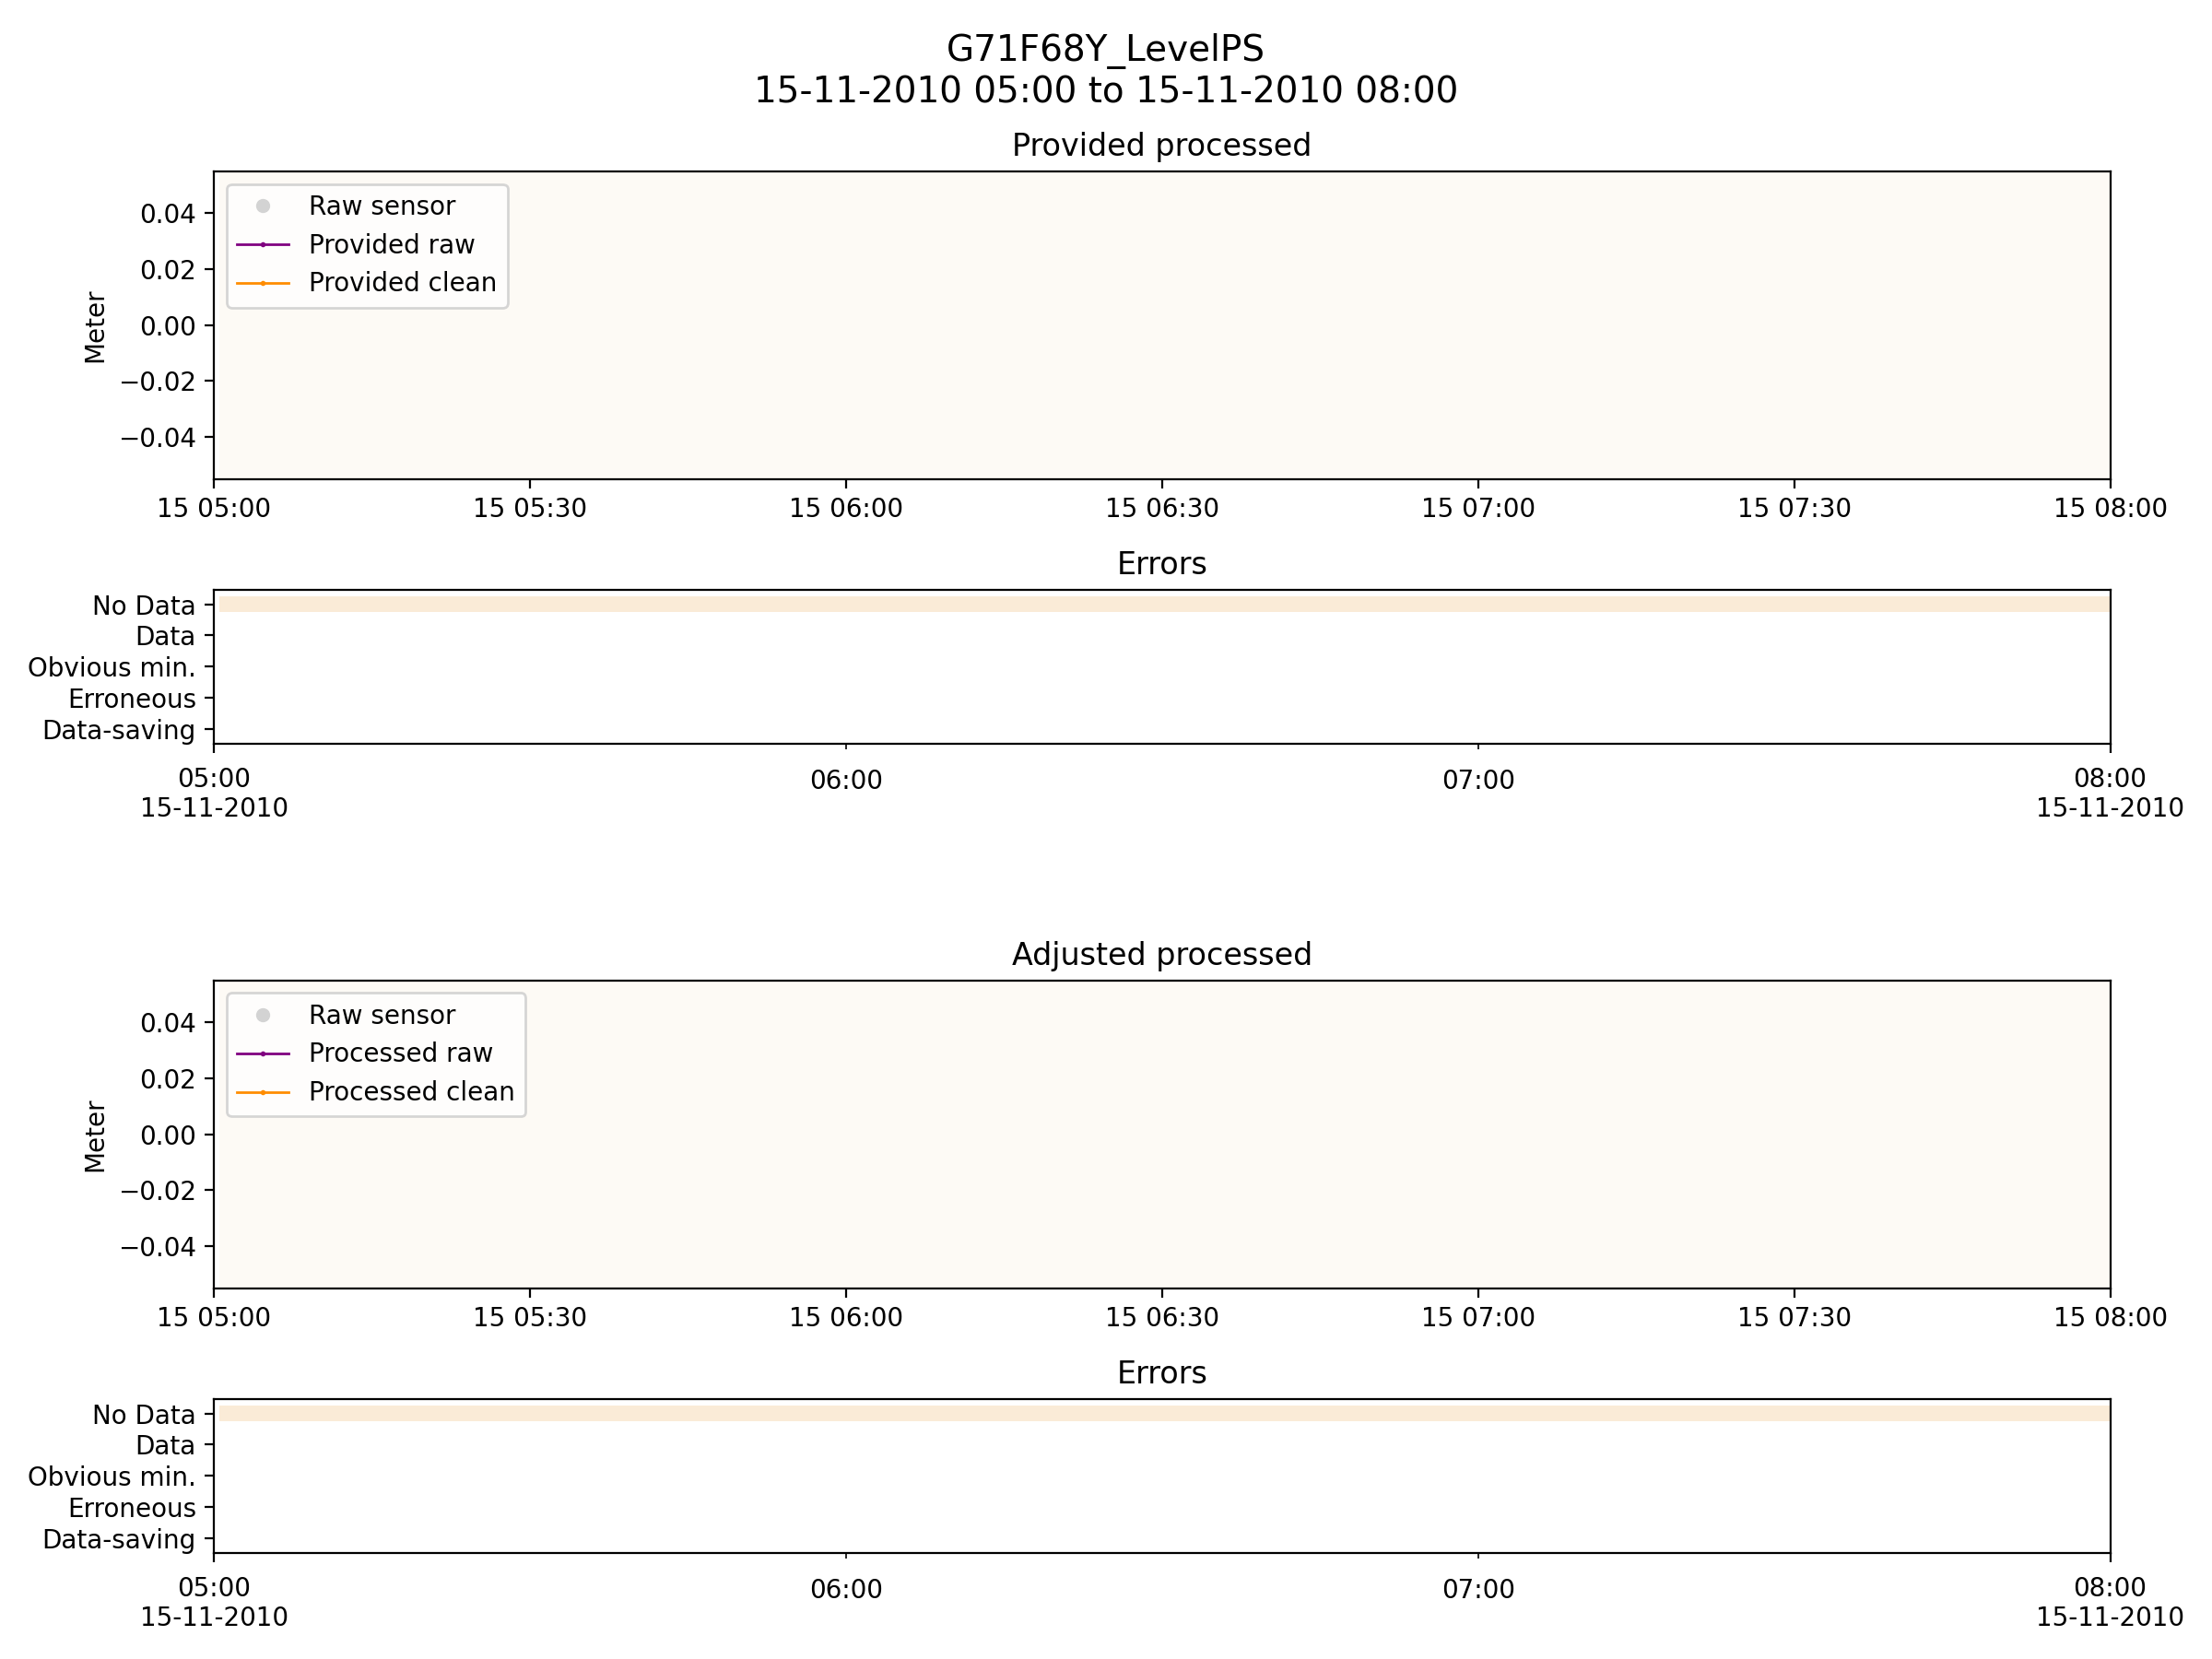 G71F68Y_LevelPS
15-11-2010 05:00 to 15-11-2010 08:00
Provided processed
Raw sensor
Provided raw
Provided clean
Meter
0.04
0.02
0.00
−0.02
−0.04
15 05:00 15 05:30 15 06:00 15 06:30 15 07:00 15 07:30 15 08:00
Errors
No Data
Data
Obvious min.
Erroneous
Data-saving
05:00 06:00 07:00 08:00
15-11-2010 15-11-2010
Adjusted processed
Raw sensor
Processed raw
Processed clean
Meter
0.04
0.02
0.00
−0.02
−0.04
15 05:00 15 05:30 15 06:00 15 06:30 15 07:00 15 07:30 15 08:00
Errors
No Data
Data
Obvious min.
Erroneous
Data-saving
05:00 06:00 07:00 08:00
15-11-2010 15-11-2010